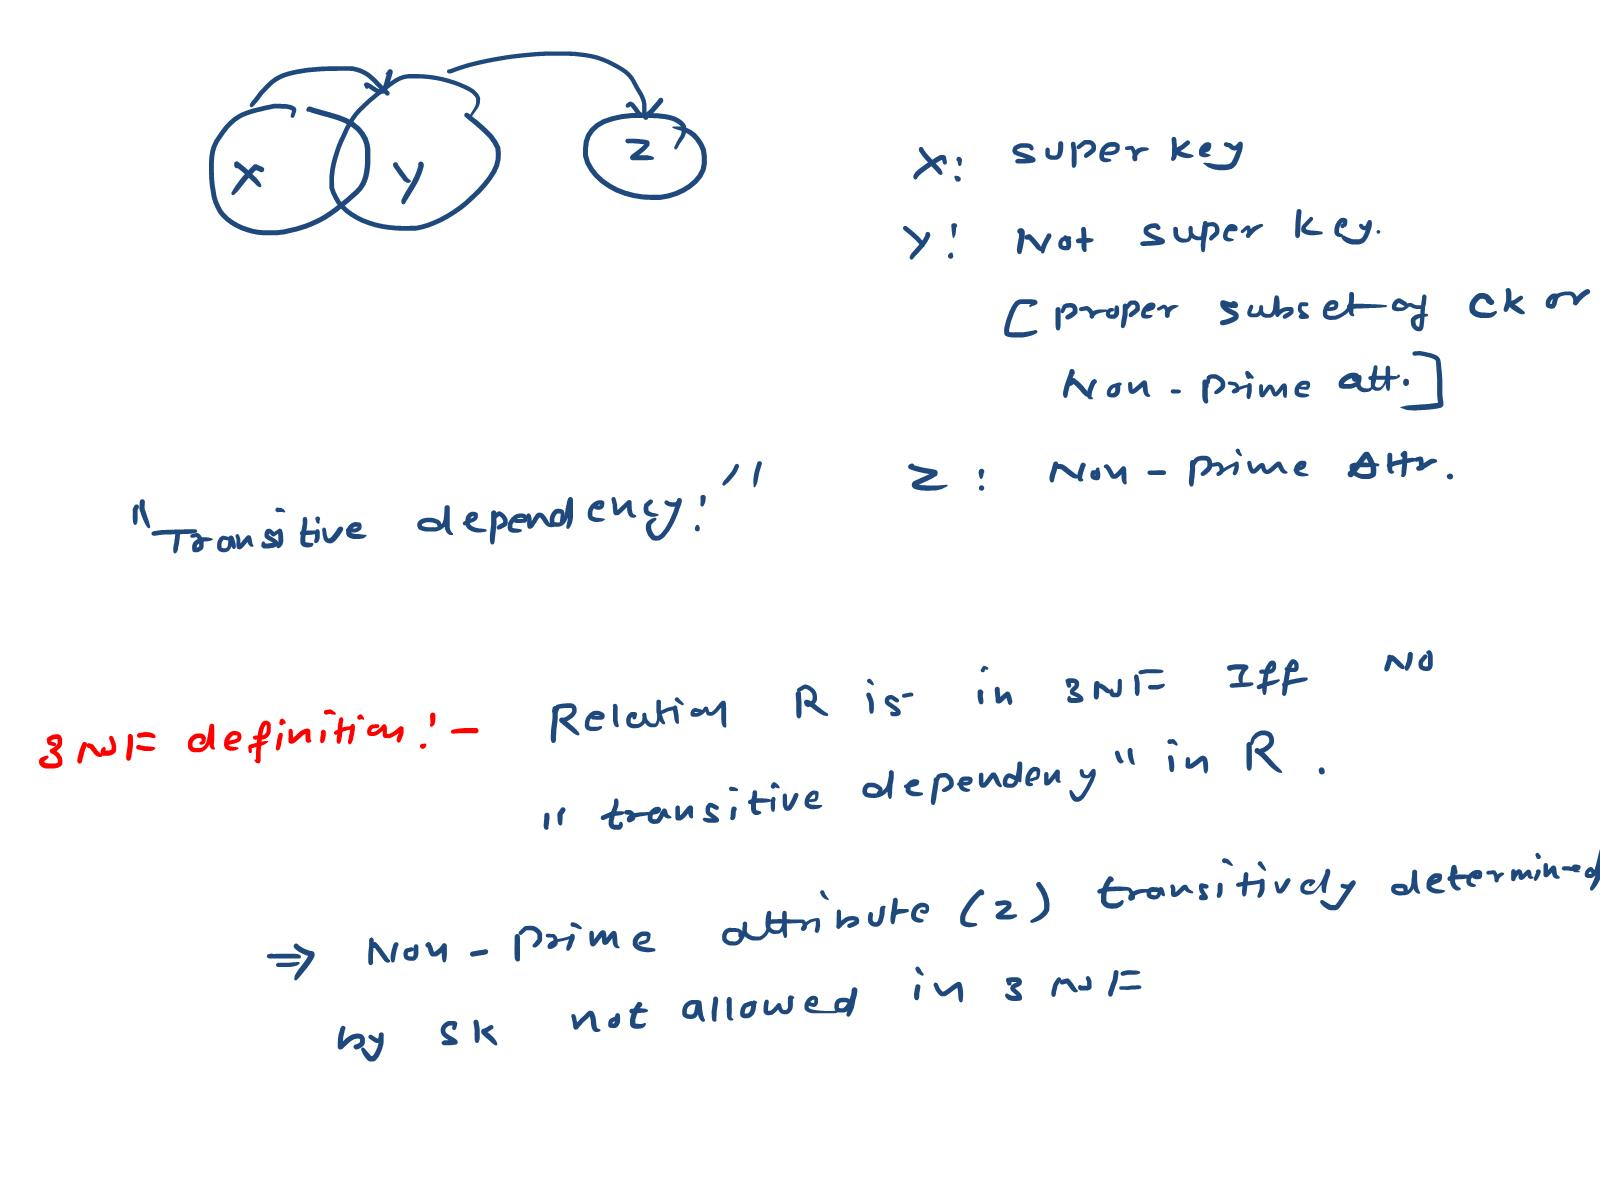 X Y Z
X: super key
Y: Not super key.
[proper subset of CK or
Non-prime att.]
Z: Non-prime Attr.
"Transitive dependency:"
3NF definition:- Relation R is in 3NF Iff NO
"transitive dependeny" in R.
⇒ Non-prime attribute (z) transitively determined
by SK not allowed in 3NF